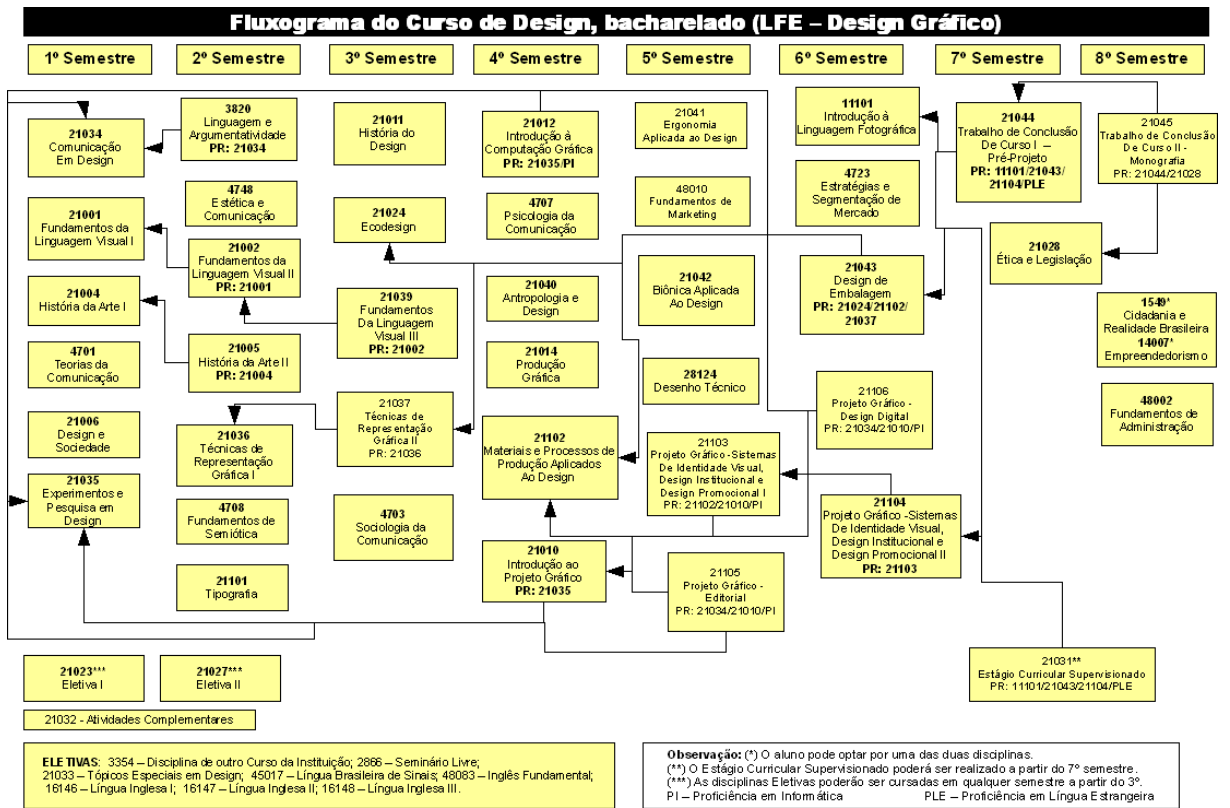 Fluxograma do Curso de Design, bacharelado (LFE – Design Gráfico)
1º Semestre
2º Semestre
3º Semestre
4º Semestre
5º Semestre
6º Semestre
7º Semestre
8º Semestre
21034
Comunicação
Em Design
21001
Fundamentos da
Linguagem Visual I
21004
História da Arte I
4701
Teorias da
Comunicação
21006
Design e
Sociedade
21035
Experimentos e
Pesquisa em
Design
3820
Linguagem e
Argumentatividade
PR: 21034
4748
Estética e
Comunicação
21002
Fundamentos da
Linguagem Visual II
PR: 21001
21005
História da Arte II
PR: 21004
21036
Técnicas de
Representação
Gráfica I
4708
Fundamentos de
Semiótica
21101
Tipografia
21011
História do
Design
21024
Ecodesign
21039
Fundamentos
Da Linguagem
Visual III
PR: 21002
21037
Técnicas de
Representação
Gráfica II
PR: 21036
4703
Sociologia da
Comunicação
21012
Introdução à
Computação Gráfica
PR: 21035/PI
4707
Psicologia da
Comunicação
21040
Antropologia e
Design
21014
Produção
Gráfica
21102
Materiais e Processos de
Produção Aplicados
Ao Design
21010
Introdução ao
Projeto Gráfico
PR: 21035
21041
Ergonomia
Aplicada ao Design
48010
Fundamentos de
Marketing
21042
Biônica Aplicada
Ao Design
28124
Desenho Técnico
21103
Projeto Gráfico -Sistemas
De Identidade Visual,
Design Institucional e
Design Promocional I
PR: 21102/21010/PI
21105
Projeto Gráfico -
Editorial
PR: 21034/21010/PI
11101
Introdução à
Linguagem Fotográfica
4723
Estratégias e
Segmentação de
Mercado
21043
Design de
Embalagem
PR: 21024/21102/
21037
21106
Projeto Gráfico -
Design Digital
PR: 21034/21010/PI
21104
Projeto Gráfico -Sistemas
De Identidade Visual,
Design Institucional e
Design Promocional II
PR: 21103
21044
Trabalho de Conclusão
De Curso I –
Pré-Projeto
PR: 11101/21043/
21104/PLE
21028
Ética e Legislação
21031**
Estágio Curricular Supervisionado
PR: 11101/21043/21104/PLE
21045
Trabalho de Conclusão
De Curso II -
Monografia
PR: 21044/21028
1549*
Cidadania e
Realidade Brasileira
14007*
Empreendedorismo
48002
Fundamentos de
Administração
21023***
Eletiva I
21027***
Eletiva II
21032 - Atividades Complementares
ELETIVAS: 3354 – Disciplina de outro Curso da Instituição; 2866 – Seminário Livre;
21033 – Tópicos Especiais em Design; 45017 – Língua Brasileira de Sinais; 48083 – Inglês Fundamental;
16146 – Língua Inglesa I; 16147 – Língua Inglesa II; 16148 – Língua Inglesa III.
Observação: (*) O aluno pode optar por uma das duas disciplinas.
(**) O Estágio Curricular Supervisionado poderá ser realizado a partir do 7º semestre.
(***) As disciplinas Eletivas poderão ser cursadas em qualquer semestre a partir do 3º.
PI – Proficiência em Informática PLE – Proficiência em Língua Estrangeira